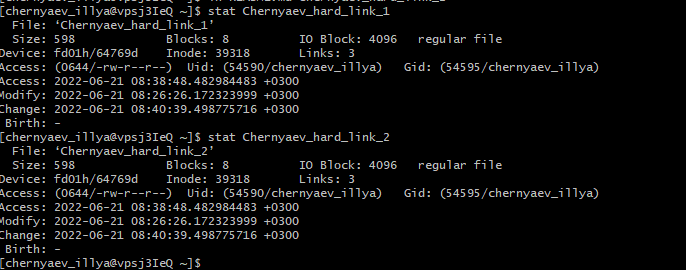 [chernyaev_illya@vpsj3IeQ ~]$ stat Chernyaev_hard_link_1
  File: ‘Chernyaev_hard_link_1’
  Size: 598             Blocks: 8          IO Block: 4096   regular file
Device: fd01h/64769d    Inode: 39318       Links: 3
Access: (0644/-rw-r--r--)  Uid: (54590/chernyaev_illya)   Gid: (54595/chernyaev_illya)
Access: 2022-06-21 08:38:48.482984483 +0300
Modify: 2022-06-21 08:26:26.172323999 +0300
Change: 2022-06-21 08:40:39.498775716 +0300
 Birth: -
[chernyaev_illya@vpsj3IeQ ~]$ stat Chernyaev_hard_link_2
  File: ‘Chernyaev_hard_link_2’
  Size: 598             Blocks: 8          IO Block: 4096   regular file
Device: fd01h/64769d    Inode: 39318       Links: 3
Access: (0644/-rw-r--r--)  Uid: (54590/chernyaev_illya)   Gid: (54595/chernyaev_illya)
Access: 2022-06-21 08:38:48.482984483 +0300
Modify: 2022-06-21 08:26:26.172323999 +0300
Change: 2022-06-21 08:40:39.498775716 +0300
 Birth: -
[chernyaev_illya@vpsj3IeQ ~]$